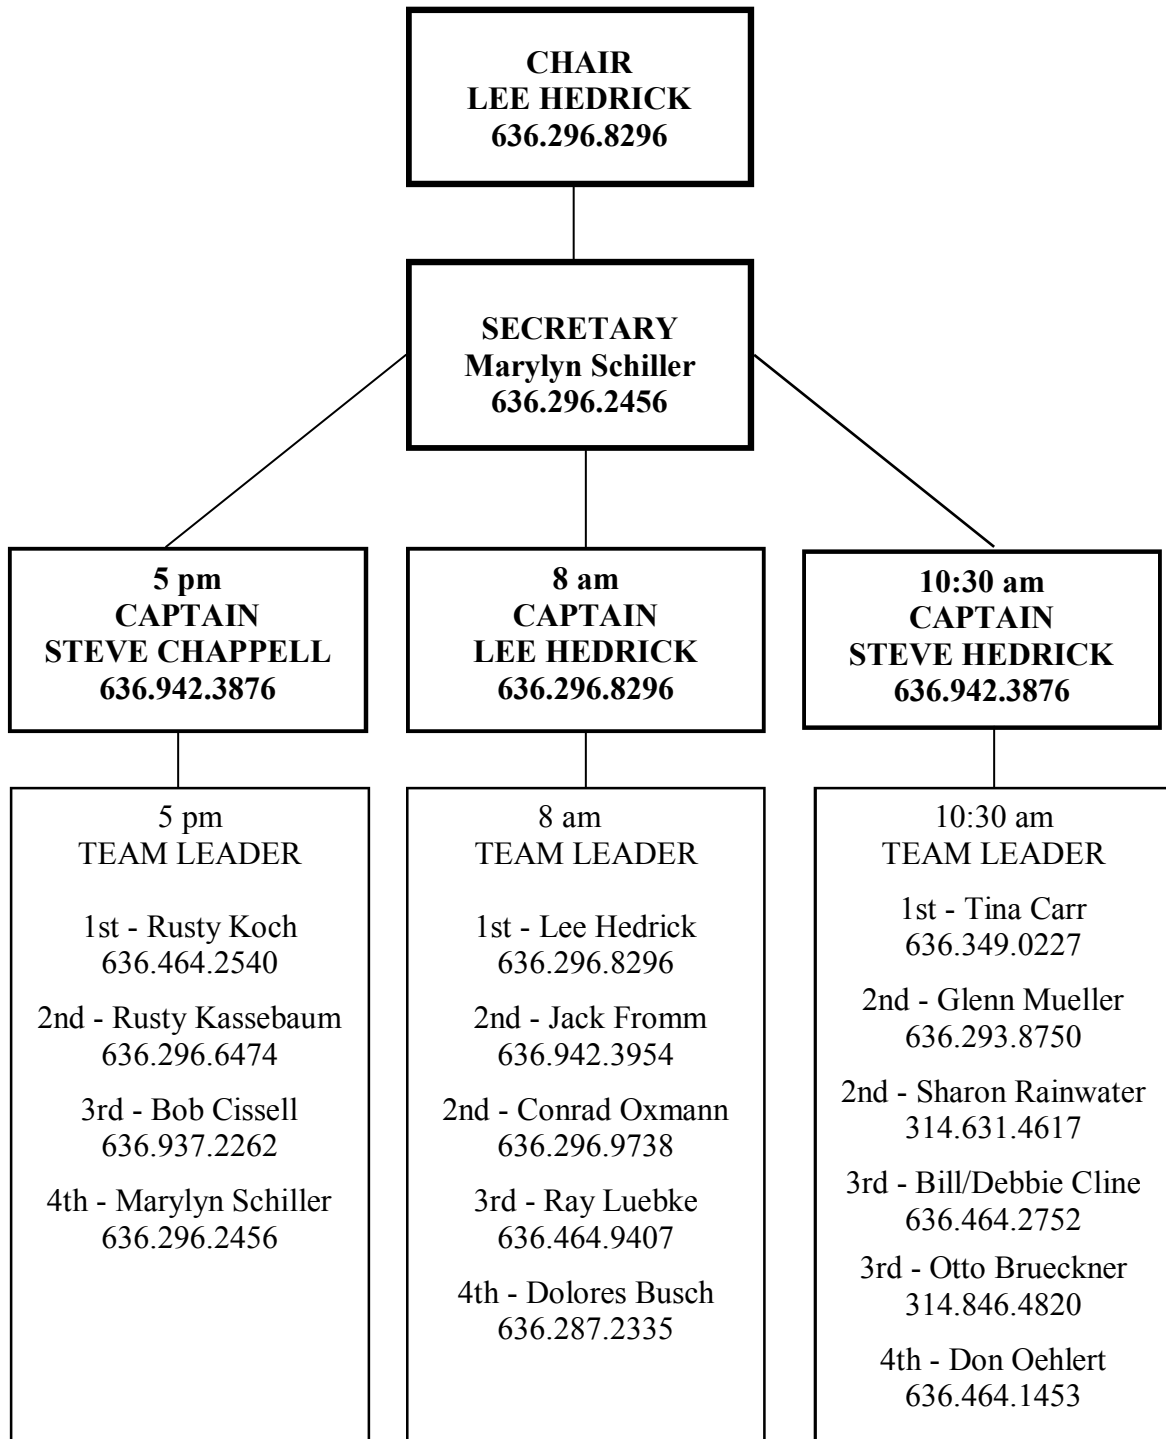 CHAIR
LEE HEDRICK
636.296.8296
SECRETARY
Marylyn Schiller
636.296.2456
5 pm
CAPTAIN
STEVE CHAPPELL
636.942.3876
8 am
CAPTAIN
LEE HEDRICK
636.296.8296
10:30 am
CAPTAIN
STEVE HEDRICK
636.942.3876
5 pm
TEAM LEADER
1st - Rusty Koch
636.464.2540
2nd - Rusty Kassebaum
636.296.6474
3rd - Bob Cissell
636.937.2262
4th - Marylyn Schiller
636.296.2456
8 am
TEAM LEADER
1st - Lee Hedrick
636.296.8296
2nd - Jack Fromm
636.942.3954
2nd - Conrad Oxmann
636.296.9738
3rd - Ray Luebke
636.464.9407
4th - Dolores Busch
636.287.2335
10:30 am
TEAM LEADER
1st - Tina Carr
636.349.0227
2nd - Glenn Mueller
636.293.8750
2nd - Sharon Rainwater
314.631.4617
3rd - Bill/Debbie Cline
636.464.2752
3rd - Otto Brueckner
314.846.4820
4th - Don Oehlert
636.464.1453